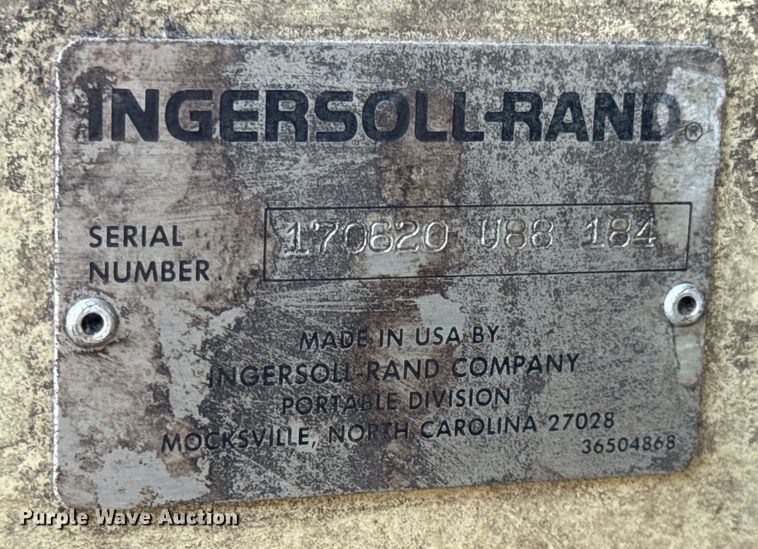 INGERSOLL-RAND®
SERIAL
NUMBER
170620 U88 184
MADE IN USA BY
INGERSOLL-RAND COMPANY
PORTABLE DIVISION
MOCKSVILLE, NORTH CAROLINA 27028
36504868
Purple Wave Auction